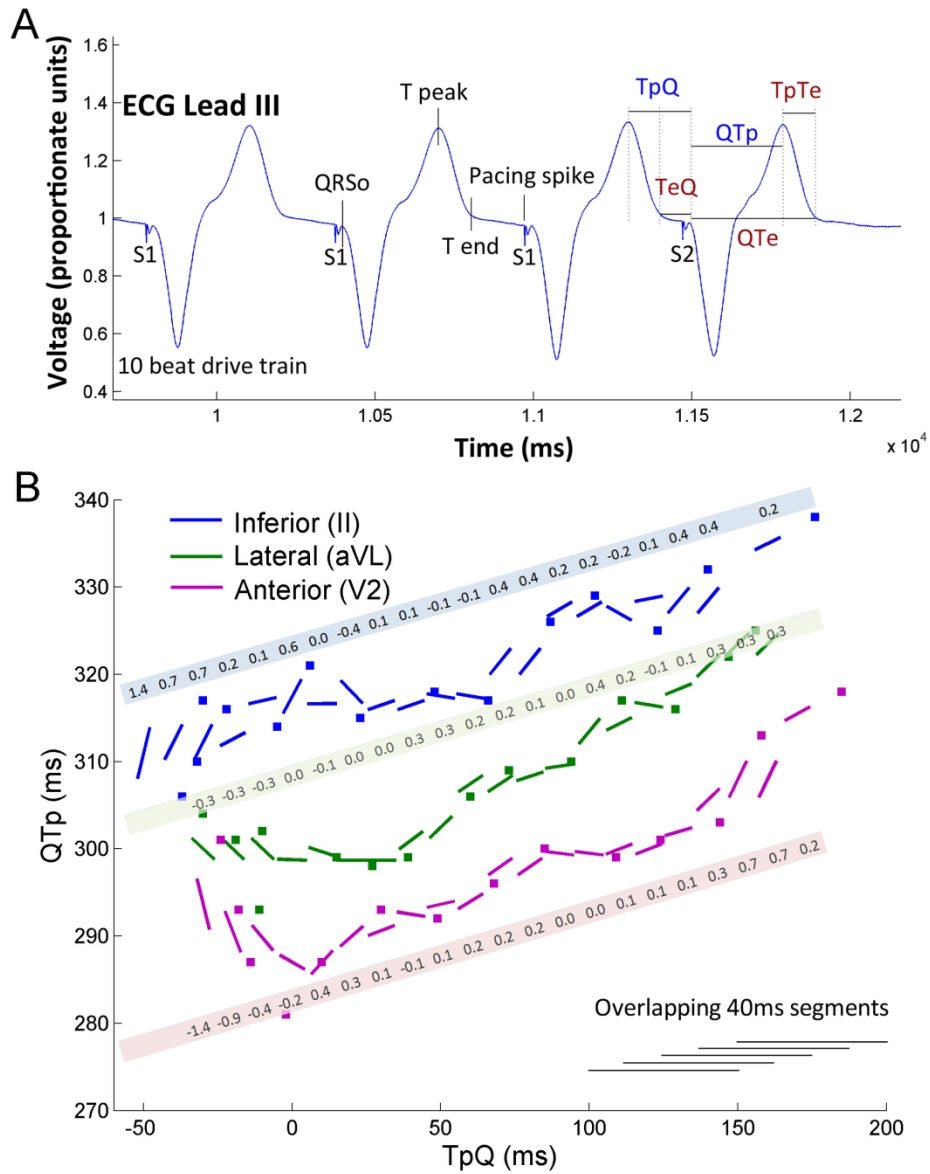 A
Voltage (proportionate units)
1.6
1.4
1.2
1
0.8
0.6
0.4
ECG Lead III
T peak
TpQ
TpTe
QTp
QRSo
Pacing spike
TeQ
T end
QTe
S1
S1
S1
S2
10 beat drive train
1
1.05
1.1
1.15
1.2
Time (ms)
x 10⁴
B
QTp (ms)
340
330
320
310
300
290
280
270
Inferior (II)
Lateral (aVL)
Anterior (V2)
1.4 0.7 0.7 0.2 0.1 0.6 0.0 -0.4 0.1 0.1 -0.1 -0.1 0.4 0.4 0.2 0.2 -0.2 0.1 0.4 0.4 0.2
-0.3 -0.3 -0.3 0.0 -0.1 0.0 0.0 0.3 0.3 0.2 0.2 0.1 0.0 0.4 0.2 -0.1 0.1 0.3 0.3 0.3
-1.4 -0.9 -0.4 -0.2 0.4 0.3 0.1 -0.1 0.1 0.2 0.2 0.2 0.0 0.0 0.1 0.1 0.1 0.3 0.7 0.7 0.2
Overlapping 40ms segments
-50
0
50
100
150
200
TpQ (ms)